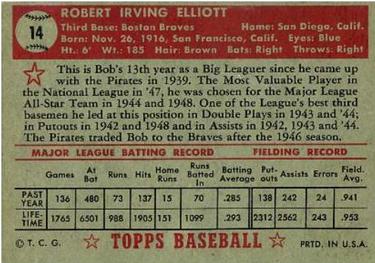 14
ROBERT IRVING ELLIOTT
Third Base: Boston Braves Home: San Diego, Calif.
Born: Nov. 26, 1916, San Francisco, Calif. Eyes: Blue
Ht.: 6' Wt.: 185 Hair: Brown Bats: Right Throws: Right
This is Bob's 13th year as a Big Leaguer since he came up
with the Pirates in 1939. The Most Valuable Player in
the National League in '47, he was chosen for the Major League
All-Star Team in 1944 and 1948. One of the League's best third
basemen he led at this position in Double Plays in 1943 and '44;
in Putouts in 1942 and 1948 and in Assists in 1942, 1943 and '44.
The Pirates traded Bob to the Braves after the 1946 season.
MAJOR LEAGUE BATTING RECORD FIELDING RECORD
Games At Bat Runs Hits Home Runs Runs Batted In Batting Average Put-outs Assists Errors Field. Avg.
PAST YEAR 136 480 73 137 15 70 .285 138 242 24 .941
LIFE-TIME 1765 6501 988 1905 151 1099 .293 2312 2562 243 .953
© T. C. G. TOPPS BASEBALL PRTD. IN U.S.A.